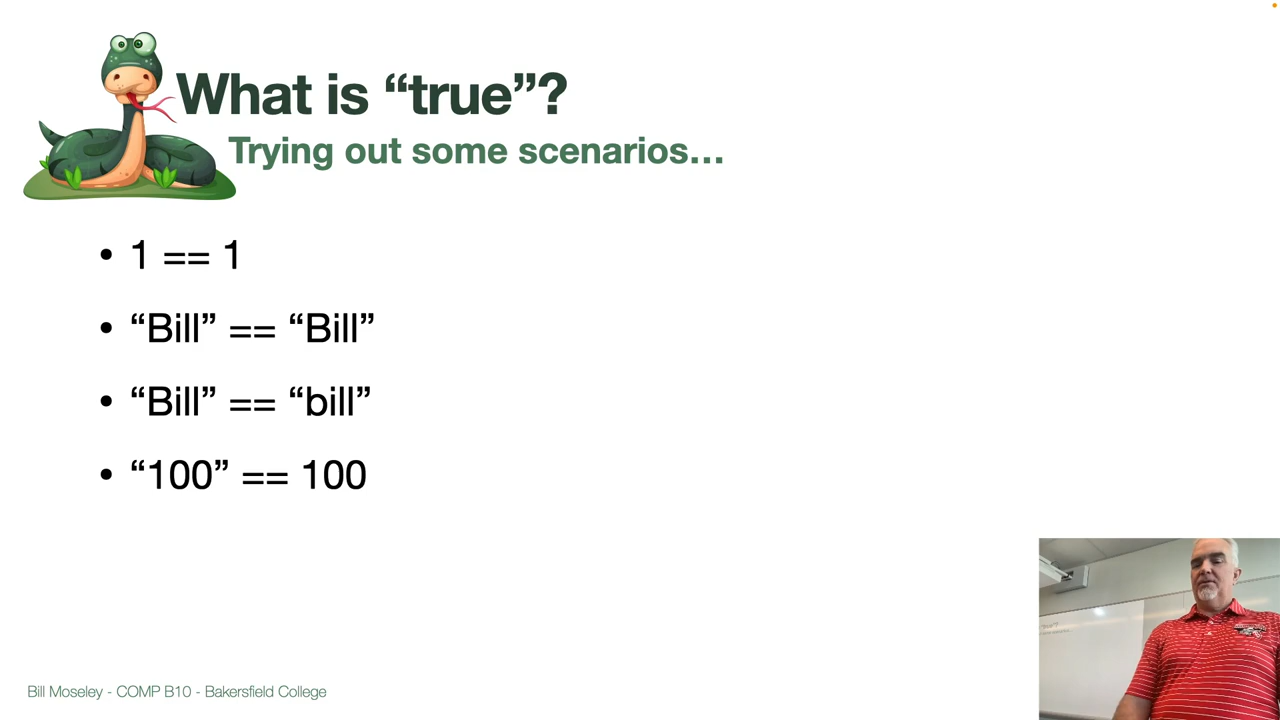 What is “true”?
Trying out some scenarios…
• 1 == 1
• “Bill” == “Bill”
• “Bill” == “bill”
• “100” == 100
Bill Moseley - COMP B10 - Bakersfield College